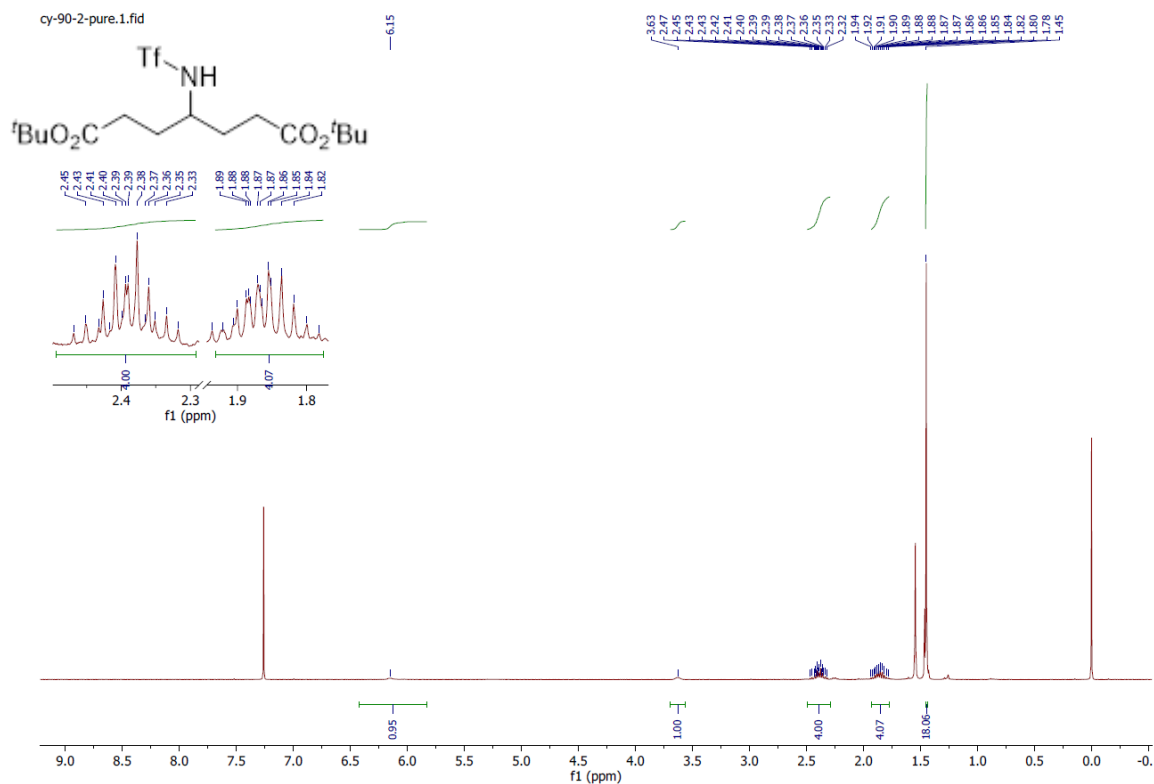 cy-90-2-pure.1.fid
6.15
3.63 2.47 2.45 2.43 2.43 2.42 2.41 2.40 2.39 2.39 2.38 2.37 2.36 2.35 2.33 2.32 1.94 1.92 1.91 1.90 1.89 1.88 1.88 1.87 1.87 1.86 1.86 1.85 1.84 1.82 1.80 1.78 1.45
Tf
NH
ᵗBuO₂C CO₂ᵗBu
2.45 2.43 2.41 2.40 2.39 2.39 2.38 2.37 2.36 2.35 2.33 1.89 1.88 1.88 1.87 1.87 1.86 1.85 1.84 1.82
4.00 4.07
2.4 2.3 1.9 1.8
f1 (ppm)
0.95 1.00 4.00 4.07 18.06
9.0 8.5 8.0 7.5 7.0 6.5 6.0 5.5 5.0 4.5 4.0 3.5 3.0 2.5 2.0 1.5 1.0 0.5 0.0 -0.
f1 (ppm)